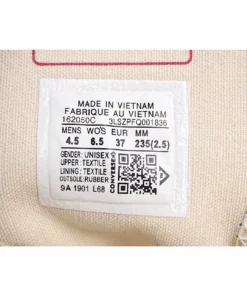 MADE IN VIETNAM
FABRIQUE AU VIETNAM
162050C 3LSZPFQ001836
MENS WO'S EUR MM
4.5 6.5 37 235(2.5)
GENDER: UNISEX
UPPER: TEXTILE
LINING: TEXTILE
OUTSOLE: RUBBER
9A 1901 L68
CONVERSE